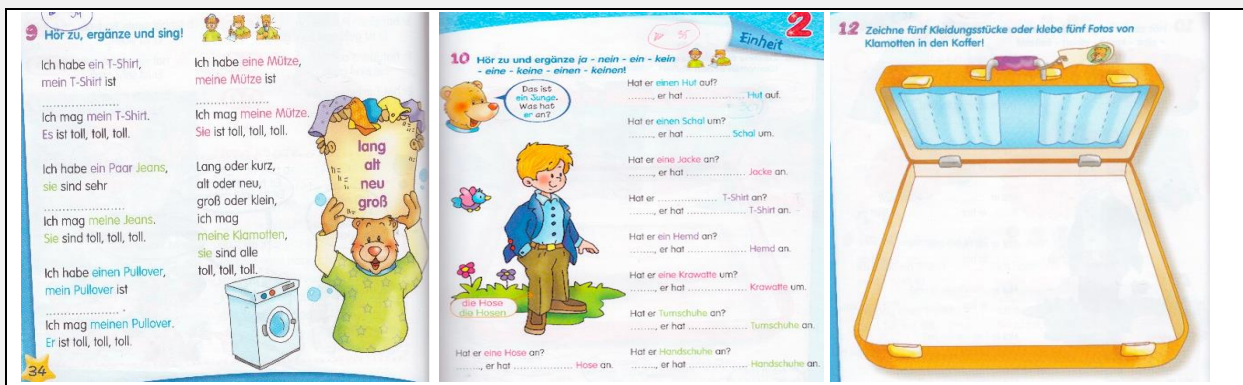 9 Hör zu, ergänze und sing!
Ich habe ein T-Shirt,
mein T-Shirt ist
....................
Ich mag mein T-Shirt.
Es ist toll, toll, toll.
Ich habe ein Paar Jeans,
sie sind sehr
....................
Ich mag meine Jeans.
Sie sind toll, toll, toll.
Ich habe einen Pullover,
mein Pullover ist
.................... .
Ich mag meinen Pullover.
Er ist toll, toll, toll.
34
Ich habe eine Mütze,
meine Mütze ist
....................
Ich mag meine Mütze.
Sie ist toll, toll, toll.
Lang oder kurz,
alt oder neu,
groß oder klein,
ich mag
meine Klamotten,
sie sind alle
toll, toll, toll.
lang
alt
neu
groß
Einheit 2
10 Hör zu und ergänze ja - nein - ein - kein
- eine - keine - einen - keinen!
Das ist
ein Junge.
Was hat
er an?
die Hose
die Hosen
Hat er eine Hose an?
........, er hat .................... Hose an.
Hat er einen Hut auf?
........, er hat .................... Hut auf.
Hat er einen Schal um?
........, er hat .................... Schal um.
Hat er eine Jacke an?
........, er hat .................... Jacke an.
Hat er .................... T-Shirt an?
........, er hat .................... T-Shirt an.
Hat er ein Hemd an?
........, er hat .................... Hemd an.
Hat er eine Krawatte um?
........, er hat .................... Krawatte um.
Hat er Turnschuhe an?
........, er hat .................... Turnschuhe an.
Hat er Handschuhe an?
........, er hat .................... Handschuhe an.
12 Zeichne fünf Kleidungsstücke oder klebe fünf Fotos von
Klamotten in den Koffer!